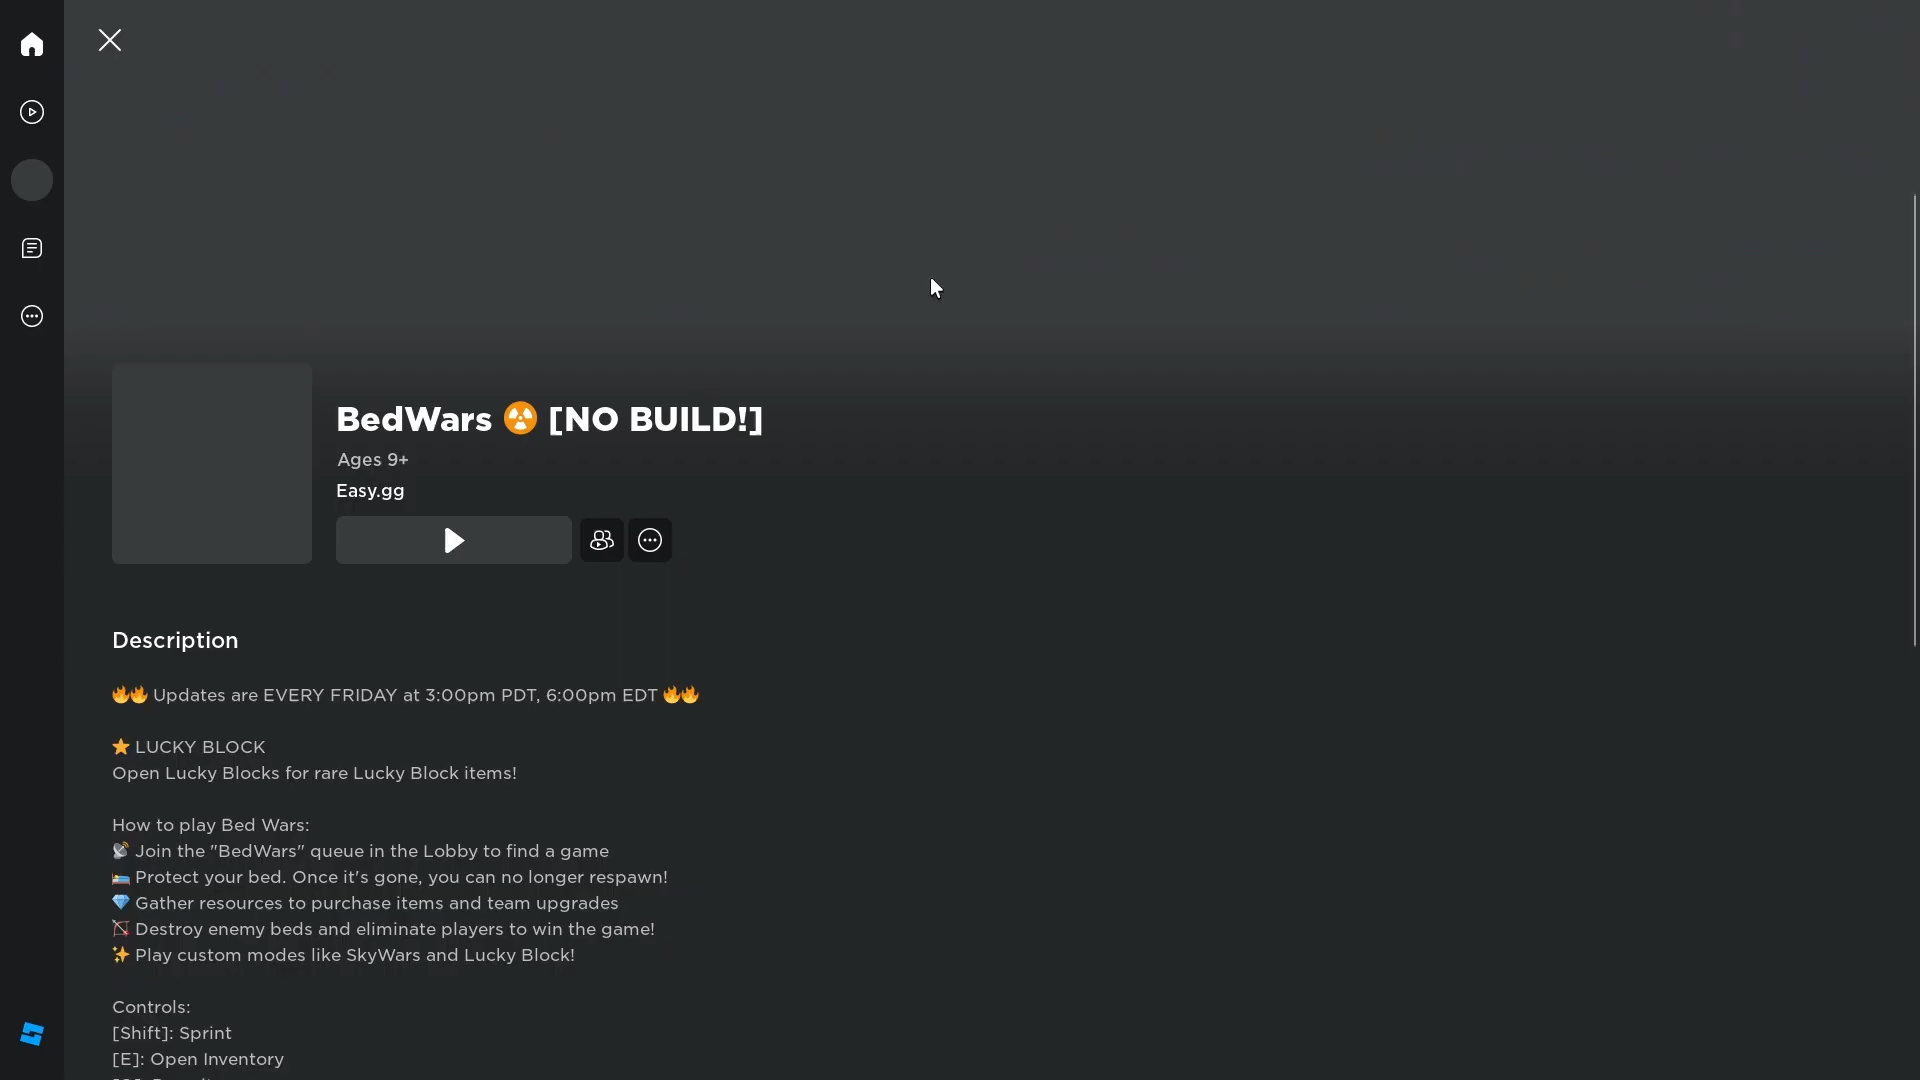 BedWars ☢ [NO BUILD!]
Ages 9+
Easy.gg
Description
🔥🔥 Updates are EVERY FRIDAY at 3:00pm PDT, 6:00pm EDT 🔥🔥
⭐ LUCKY BLOCK
Open Lucky Blocks for rare Lucky Block items!
How to play Bed Wars:
📡 Join the "BedWars" queue in the Lobby to find a game
🛏️ Protect your bed. Once it's gone, you can no longer respawn!
💎 Gather resources to purchase items and team upgrades
🏹 Destroy enemy beds and eliminate players to win the game!
✨ Play custom modes like SkyWars and Lucky Block!
Controls:
[Shift]: Sprint
[E]: Open Inventory